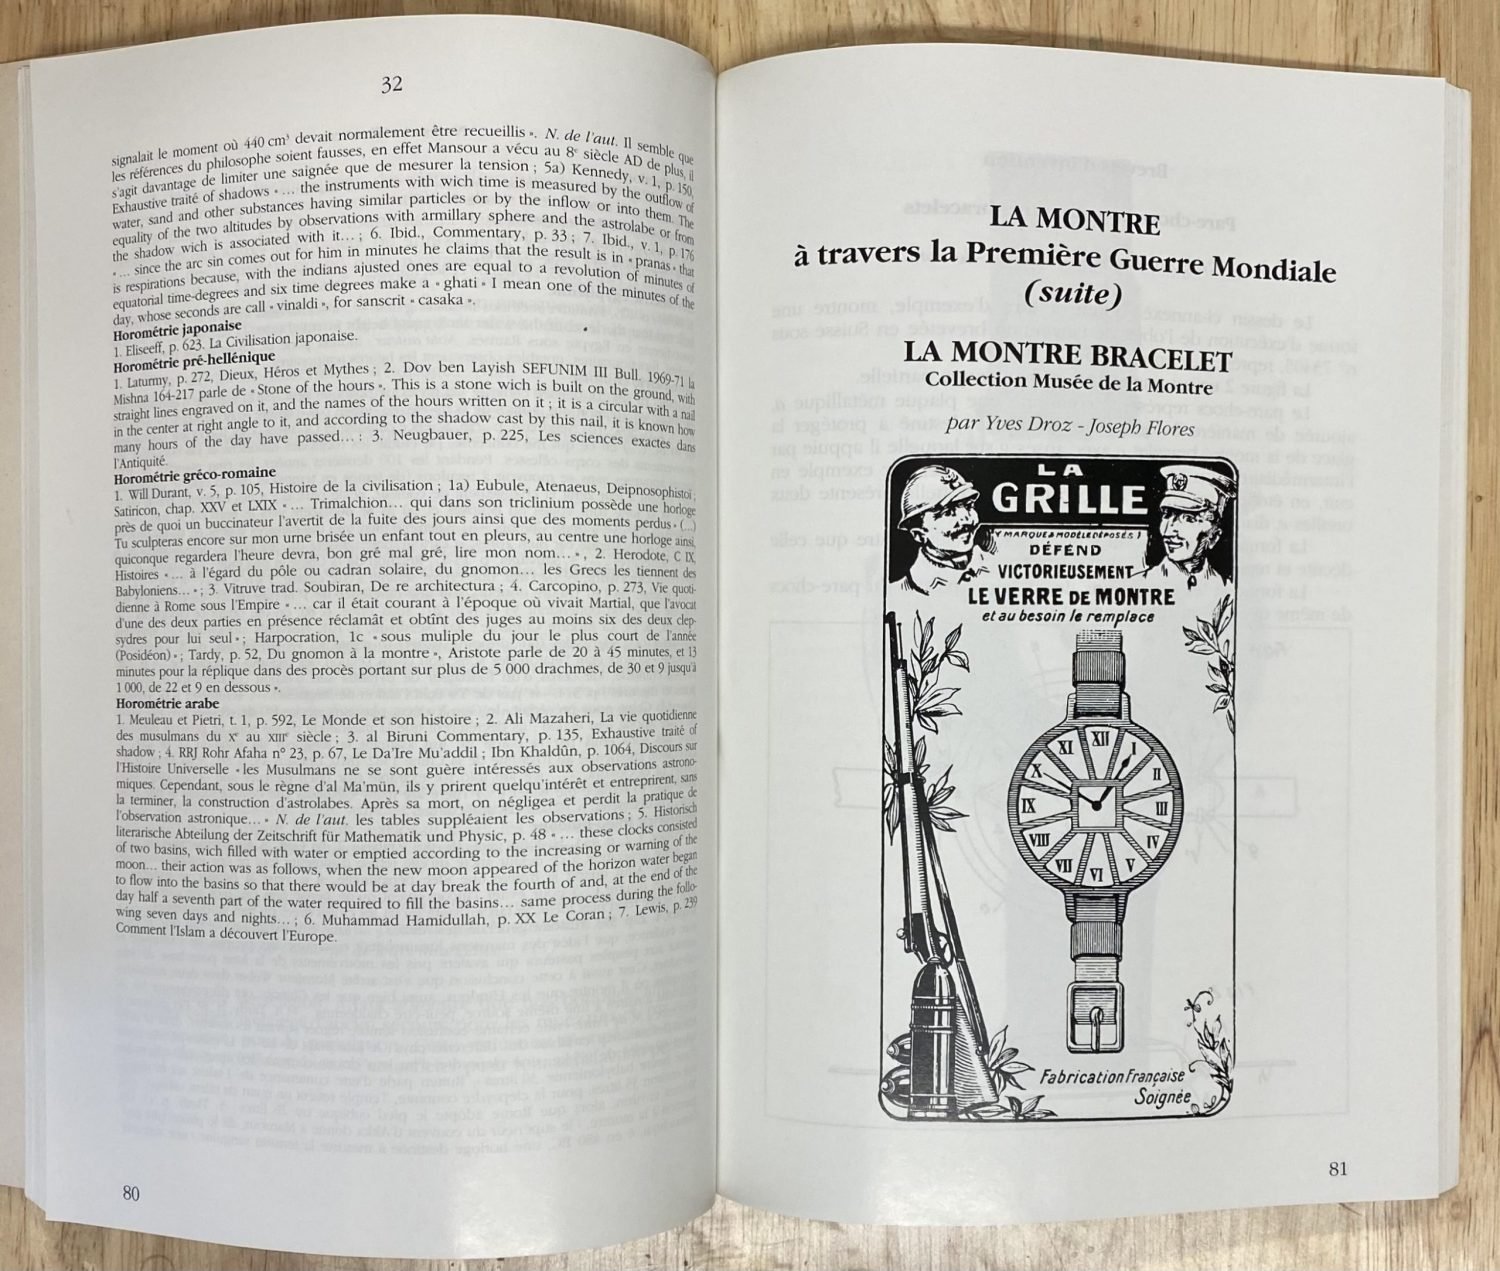 32
signalait le moment où 440 cm³ devait normalement être recueillis ». N. de l'aut. Il semble que
les références du philosophe soient fausses, en effet Mansour a vécu au 8e siècle AD de plus, il
s'agit davantage de limiter une saignée que de mesurer la tension ; 5a) Kennedy, v. 1, p. 150,
Exhaustive traité of shadows « ... the instruments with wich time is measured by the outflow of
water, sand and other substances having similar particles or by the inflow or into them. The
equality of the two altitudes by observations with armillary sphere and the astrolabe or from
the shadow wich is associated with it... ; 6. Ibid., Commentary, p. 33 ; 7. Ibid., v. 1, p. 176
« ... since the arc sin comes out for him in minutes he claims that the result is in « pranas » that
is respirations because, with the indians ajusted ones are equal to a revolution of minutes of
equatorial time-degrees and six time degrees make a « ghati » I mean one of the minutes of the
day, whose seconds are call « vinaldi », for sanscrit « casaka ».
Horométrie japonaise
1. Eliseeff, p. 623. La Civilisation japonaise.
Horométrie pré-hellénique
1. Laturmy, p. 272, Dieux, Héros et Mythes ; 2. Dov ben Layish SEFUNIM III Bull. 1969-71 la
Mishna 164-217 parle de « Stone of the hours ». This is a stone wich is built on the ground, with
straight lines engraved on it, and the names of the hours written on it ; it is a circular with a nail
in the center at right angle to it, and according to the shadow cast by this nail, it is known how
many hours of the day have passed... : 3. Neugbauer, p. 225, Les sciences exactes dans
l'Antiquité.
Horométrie gréco-romaine
1. Will Durant, v. 5, p. 105, Histoire de la civilisation ; 1a) Eubule, Atenaeus, Deipnosophistoï ;
Satiricon, chap. XXV et LXIX « ... Trimalchion... qui dans son triclinium possède une horloge
près de quoi un buccinateur l'avertit de la fuite des jours ainsi que des moments perdus » (...)
Tu sculpteras encore sur mon urne brisée un enfant tout en pleurs, au centre une horloge ainsi,
quiconque regardera l'heure devra, bon gré mal gré, lire mon nom... » , 2. Herodote, C IX,
Histoires « ... à l'égard du pôle ou cadran solaire, du gnomon... les Grecs les tiennent des
Babyloniens... » ; 3. Vitruve trad. Soubiran, De re architectura ; 4. Carcopino, p. 273, Vie quoti-
dienne à Rome sous l'Empire « ... car il était courant à l'époque où vivait Martial, que l'avocat
d'une des deux parties en présence réclamât et obtînt des juges au moins six des deux clep-
sydres pour lui seul » ; Harpocration, 1c « sous muliple du jour le plus court de l'année
(Posidéon) » ; Tardy, p. 52, Du gnomon à la montre », Aristote parle de 20 à 45 minutes, et 13
minutes pour la réplique dans des procès portant sur plus de 5 000 drachmes, de 30 et 9 jusqu'à
1 000, de 22 et 9 en dessous ».
Horométrie arabe
1. Meuleau et Pietri, t. 1, p. 592, Le Monde et son histoire ; 2. Ali Mazaheri, La vie quotidienne
des musulmans du Xe au XIIIe siècle ; 3. al Biruni Commentary, p. 135, Exhaustive traité of
shadow ; 4. RRJ Rohr Afaha n° 23, p. 67, Le Da'Ire Mu'addil ; Ibn Khaldûn, p. 1064, Discours sur
l'Histoire Universelle « les Musulmans ne se sont guère intéressés aux observations astrono-
miques. Cependant, sous le règne d'al Ma'mün, ils y prirent quelqu'intérêt et entreprirent, sans
la terminer, la construction d'astrolabes. Après sa mort, on négligea et perdit la pratique de
l'observation astronique... » N. de l'aut. les tables suppléaient les observations ; 5. Historisch
literarische Abteilung der Zeitschrift für Mathematik und Physic, p. 48 « ... these clocks consisted
of two basins, wich filled with water or emptied according to the increasing or warning of the
moon... their action was as follows, when the new moon appeared of the horizon water began
to flow into the basins so that there would be at day break the fourth of and, at the end of the
day half a seventh part of the water required to fill the basins... same process during the follo-
wing seven days and nights... ; 6. Muhammad Hamidullah, p. XX Le Coran ; 7. Lewis, p. 239
Comment l'Islam a découvert l'Europe.
80
LA MONTRE
à travers la Première Guerre Mondiale
(suite)
LA MONTRE BRACELET
Collection Musée de la Montre
par Yves Droz - Joseph Flores
LA
GRILLE
(MARQUE & MODÈLE DÉPOSÉS)
DÉFEND
VICTORIEUSEMENT
LE VERRE DE MONTRE
et au besoin le remplace
XII
XI I
X II
IX III
VIII IV
VII V
VI
Fabrication Française
Soignée
81